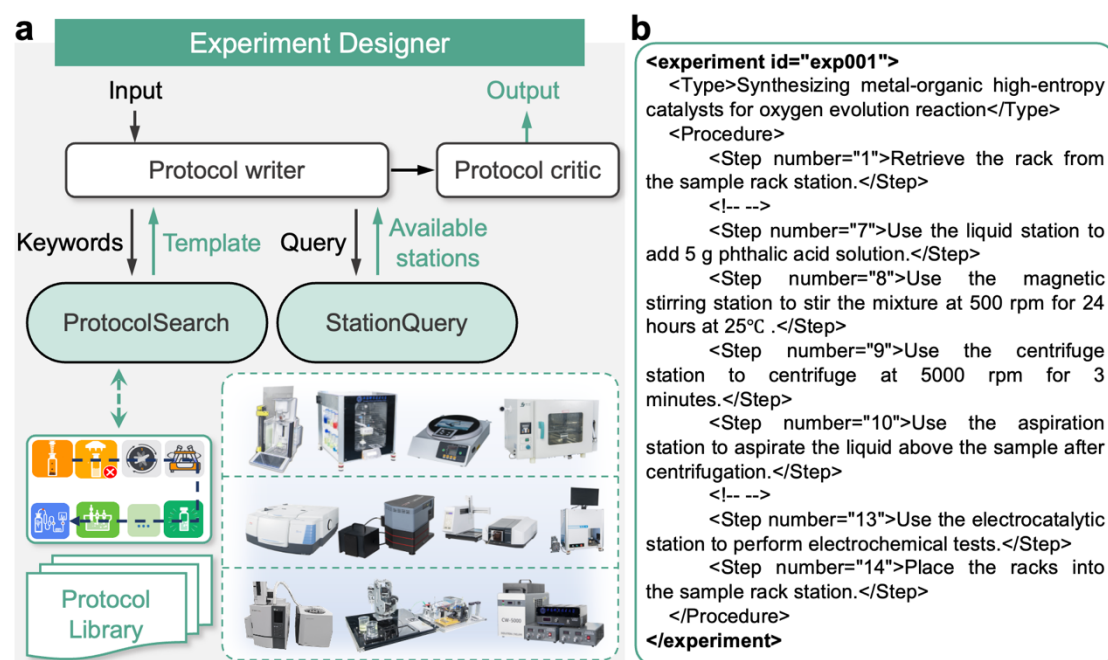 a
Experiment Designer
Input
Output
Protocol writer
Protocol critic
Keywords
Template
Query
Available
stations
ProtocolSearch
StationQuery
Protocol
Library
b
<experiment id="exp001">
<Type>Synthesizing metal-organic high-entropy
catalysts for oxygen evolution reaction</Type>
<Procedure>
<Step number="1">Retrieve the rack from
the sample rack station.</Step>
<!-- -->
<Step number="7">Use the liquid station to
add 5 g phthalic acid solution.</Step>
<Step number="8">Use the magnetic
stirring station to stir the mixture at 500 rpm for 24
hours at 25℃ .</Step>
<Step number="9">Use the centrifuge
station to centrifuge at 5000 rpm for 3
minutes.</Step>
<Step number="10">Use the aspiration
station to aspirate the liquid above the sample after
centrifugation.</Step>
<!-- -->
<Step number="13">Use the electrocatalytic
station to perform electrochemical tests.</Step>
<Step number="14">Place the racks into
the sample rack station.</Step>
</Procedure>
</experiment>